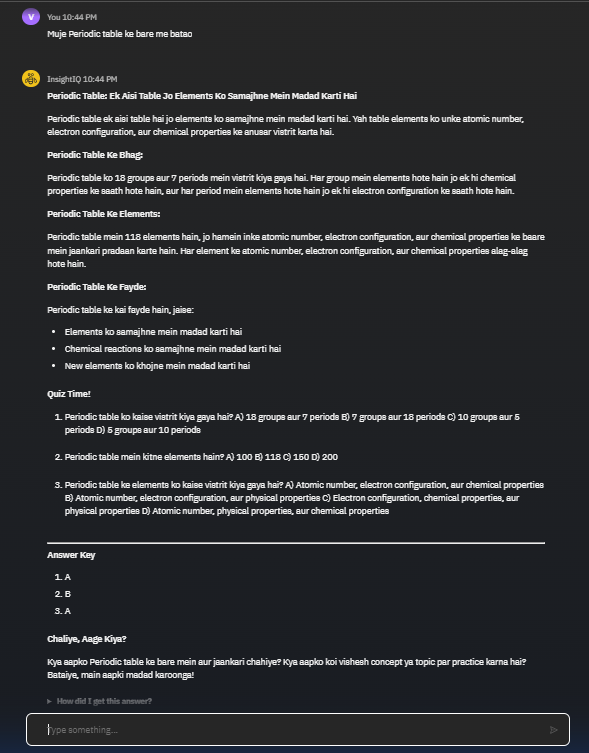 V
You 10:44 PM
Muje Periodic table ke bare me batao
InsightIQ 10:44 PM
Periodic Table: Ek Aisi Table Jo Elements Ko Samajhne Mein Madad Karti Hai
Periodic table ek aisi table hai jo elements ko samajhne mein madad karti hai. Yah table elements ko unke atomic number,
electron configuration, aur chemical properties ke anusar vistrit karta hai.
Periodic Table Ke Bhag:
Periodic table ko 18 groups aur 7 periods mein vistrit kiya gaya hai. Har group mein elements hote hain jo ek hi chemical
properties ke saath hote hain, aur har period mein elements hote hain jo ek hi electron configuration ke saath hote hain.
Periodic Table Ke Elements:
Periodic table mein 118 elements hain, jo hamein inke atomic number, electron configuration, aur chemical properties ke baare
mein jaankari pradaan karte hain. Har element ke atomic number, electron configuration, aur chemical properties alag-alag
hote hain.
Periodic Table Ke Fayde:
Periodic table ke kai fayde hain, jaise:
• Elements ko samajhne mein madad karti hai
• Chemical reactions ko samajhne mein madad karti hai
• New elements ko khojne mein madad karti hai
Quiz Time!
1. Periodic table ko kaise vistrit kiya gaya hai? A) 18 groups aur 7 periods B) 7 groups aur 18 periods C) 10 groups aur 5
periods D) 5 groups aur 10 periods
2. Periodic table mein kitne elements hain? A) 100 B) 118 C) 150 D) 200
3. Periodic table ke elements ko kaise vistrit kiya gaya hai? A) Atomic number, electron configuration, aur chemical properties
B) Atomic number, electron configuration, aur physical properties C) Electron configuration, chemical properties, aur
physical properties D) Atomic number, physical properties, aur chemical properties
Answer Key
1. A
2. B
3. A
Chaliye, Aage Kiya?
Kya aapko Periodic table ke bare mein aur jaankari chahiye? Kya aapko koi vishesh concept ya topic par practice karna hai?
Bataiye, main aapki madad karoonga!
▶ How did I get this answer?
Type something...